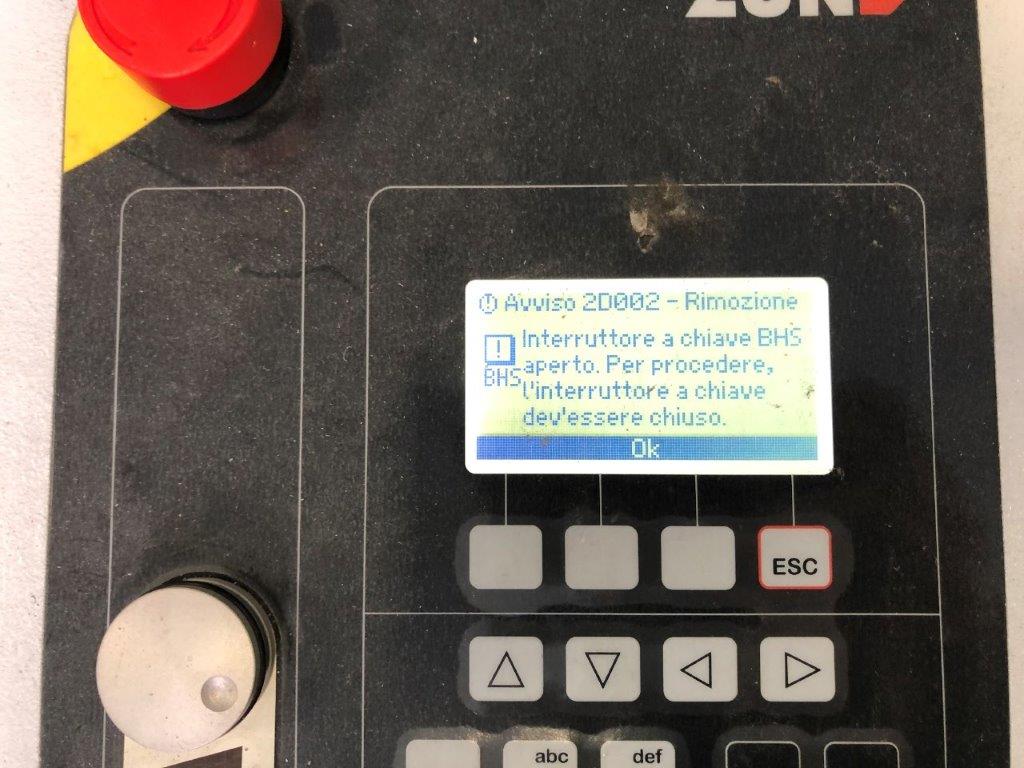 ZÜND
Avviso 2D002 - Rimozione
Interruttore a chiave BHS
aperto. Per procedere,
BHS
l'interruttore a chiave
dev'essere chiuso.
Ok
ESC
abc
def